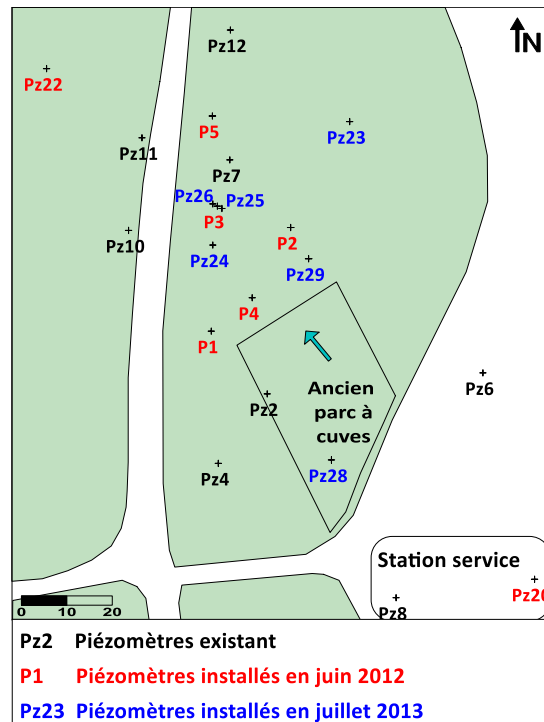 N
Pz12
Pz22
P5
Pz23
Pz11
Pz7
Pz26
Pz25
P3
Pz10
P2
Pz24
Pz29
P4
P1
Ancien
parc à
cuves
Pz6
Pz2
Pz4
Pz28
Station service
Pz20
Pz8
0 10 20
Pz2 Piézomètres existant
P1 Piézomètres installés en juin 2012
Pz23 Piézomètres installés en juillet 2013